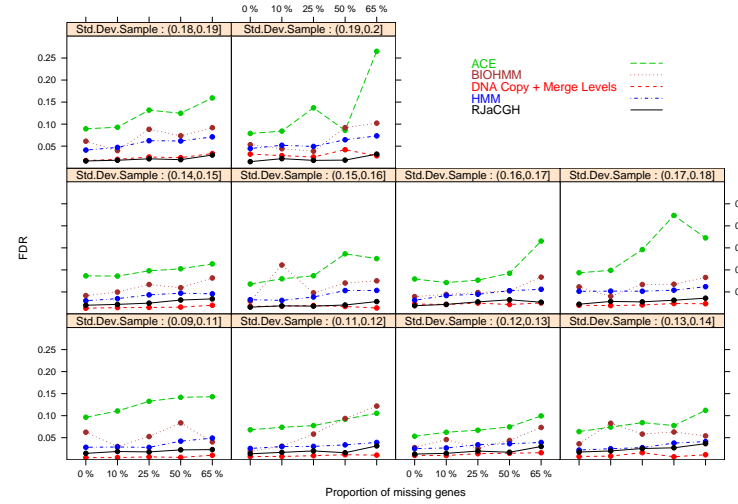 0 % 10 % 25 % 50 % 65 %
Std.Dev.Sample : (0.18,0.19] Std.Dev.Sample : (0.19,0.2]
0.25
0.20
0.15
0.10
0.05
ACE
BIOHMM
DNA Copy + Merge Levels
HMM
RJaCGH
Std.Dev.Sample : (0.14,0.15] Std.Dev.Sample : (0.15,0.16] Std.Dev.Sample : (0.16,0.17] Std.Dev.Sample : (0.17,0.18]
FDR
Std.Dev.Sample : (0.09,0.11] Std.Dev.Sample : (0.11,0.12] Std.Dev.Sample : (0.12,0.13] Std.Dev.Sample : (0.13,0.14]
0.25
0.20
0.15
0.10
0.05
0 % 10 % 25 % 50 % 65 % 0 % 10 % 25 % 50 % 65 %
Proportion of missing genes